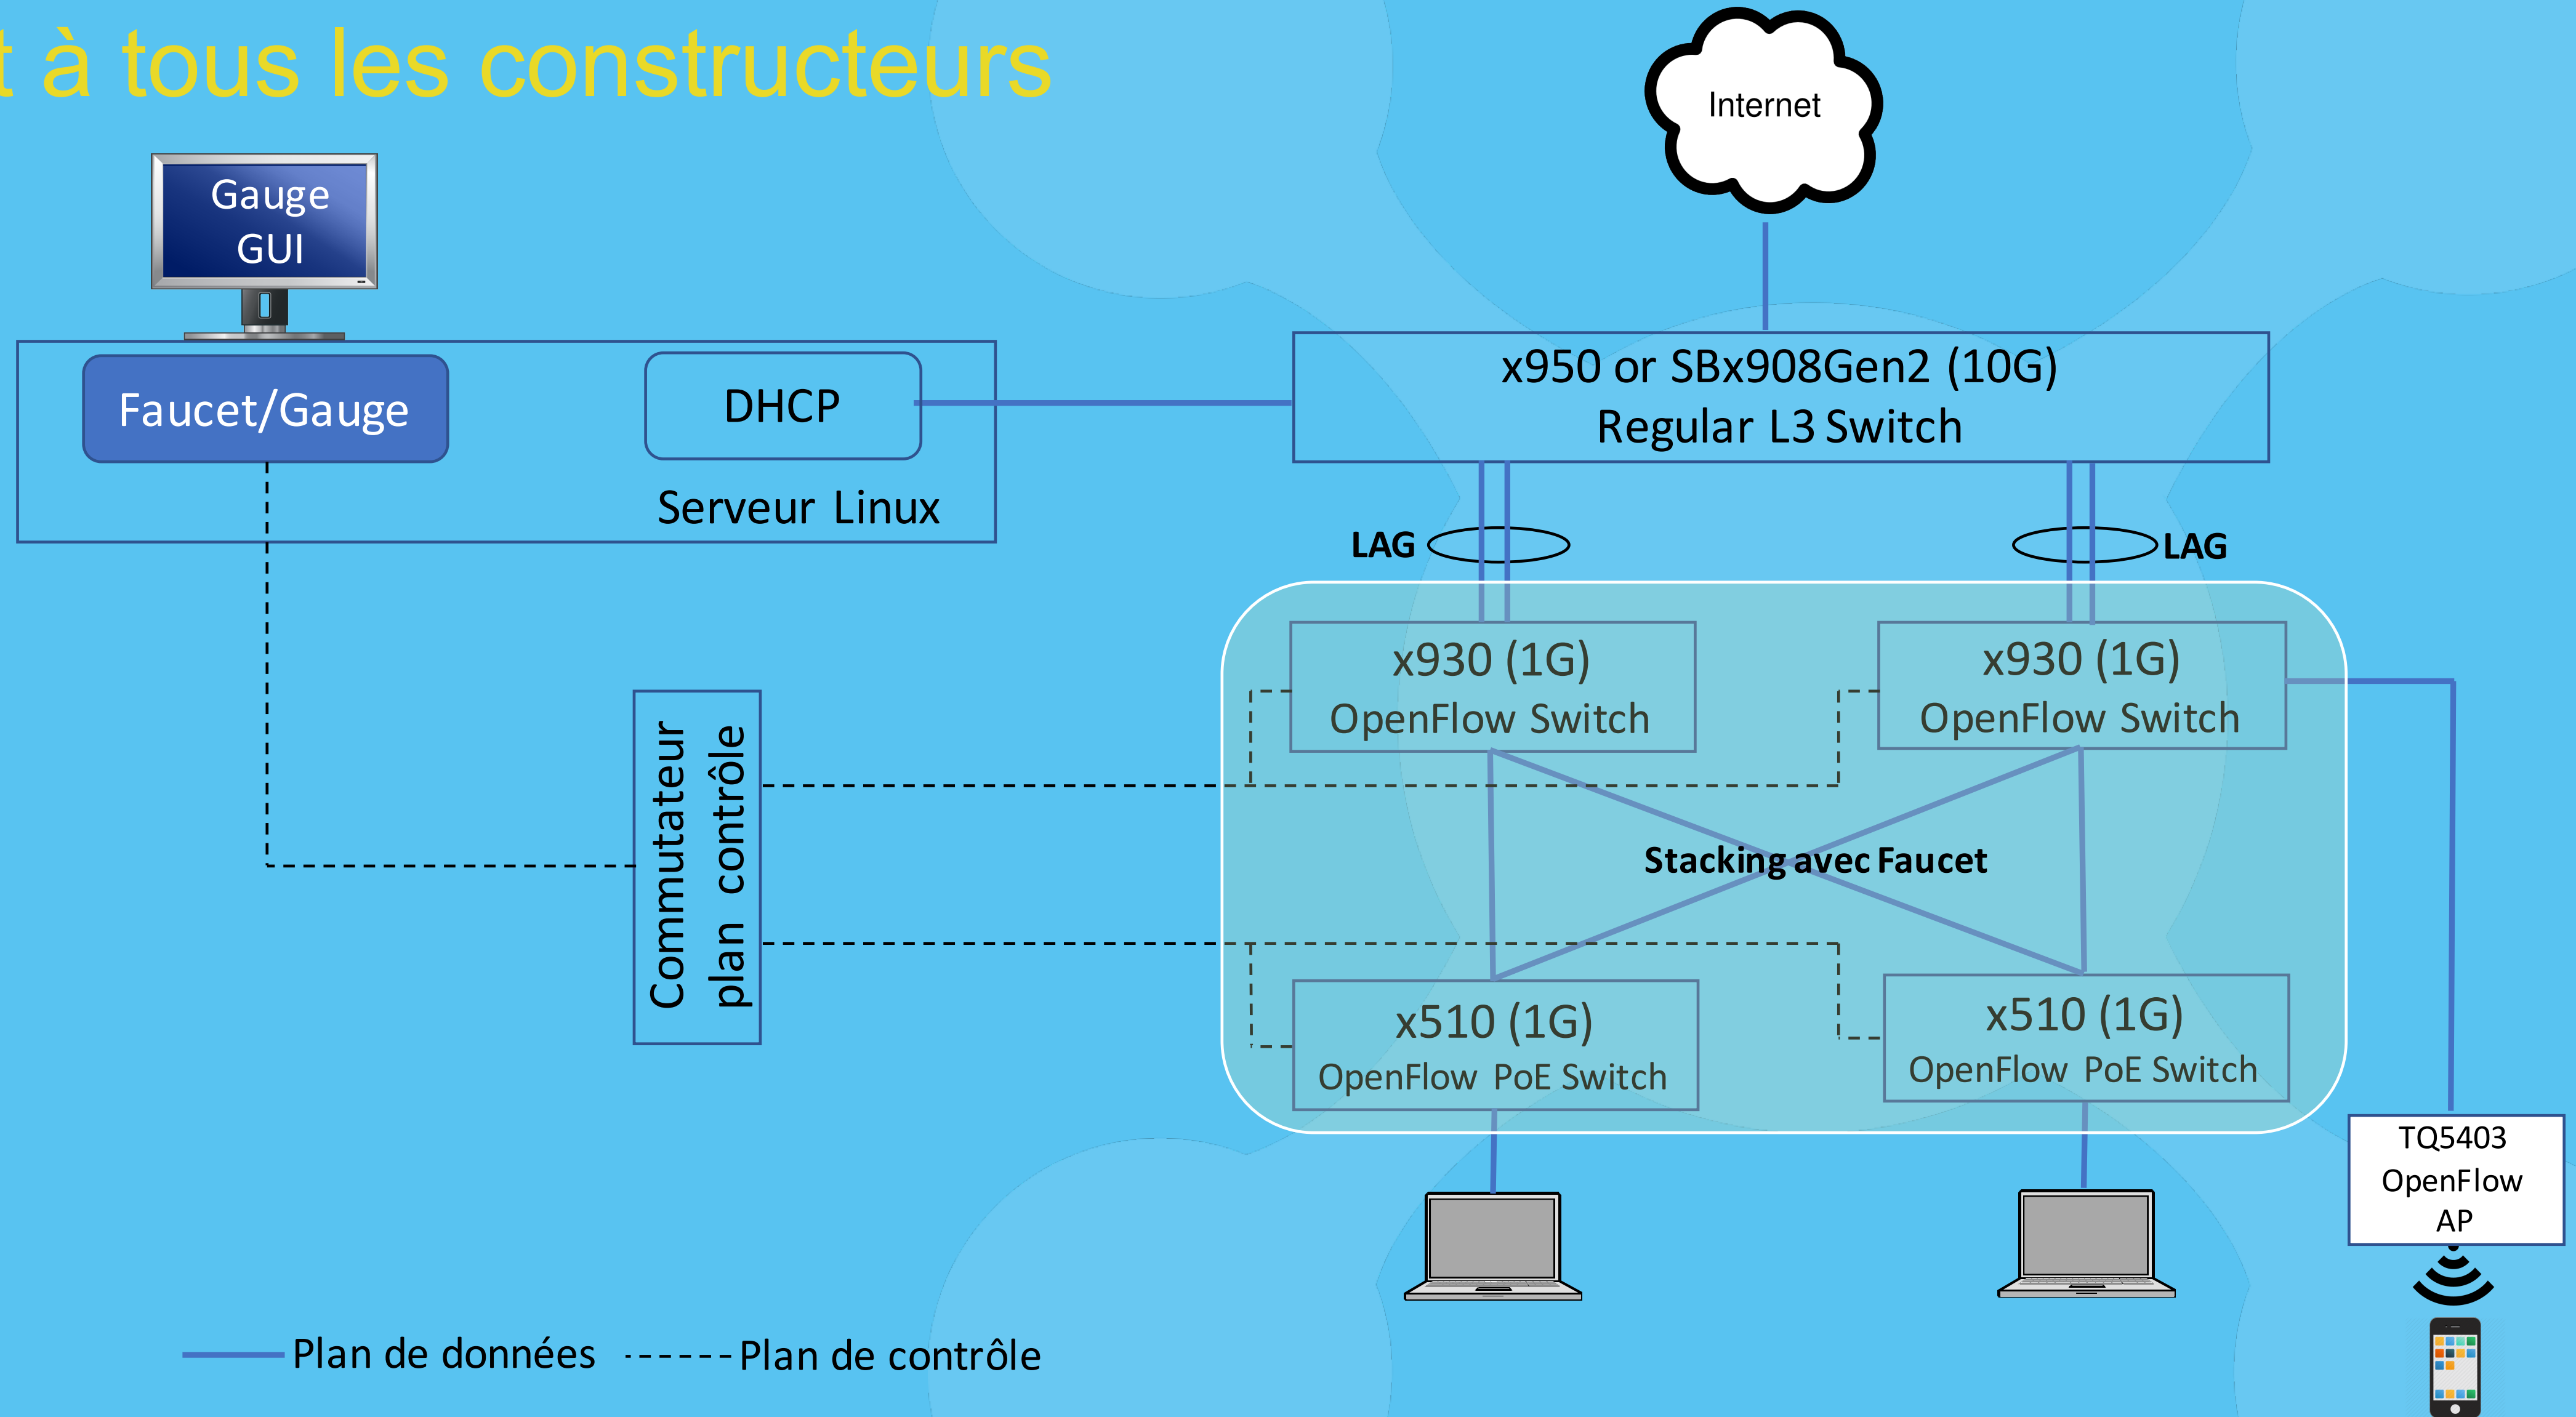 t à tous les constructeurs
Internet
Gauge
GUI
Faucet/Gauge
DHCP
Serveur Linux
x950 or SBx908Gen2 (10G)
Regular L3 Switch
LAG
LAG
x930 (1G)
OpenFlow Switch
x930 (1G)
OpenFlow Switch
Commutateur
plan contrôle
Stacking avec Faucet
x510 (1G)
OpenFlow PoE Switch
x510 (1G)
OpenFlow PoE Switch
TQ5403
OpenFlow
AP
Plan de données
Plan de contrôle